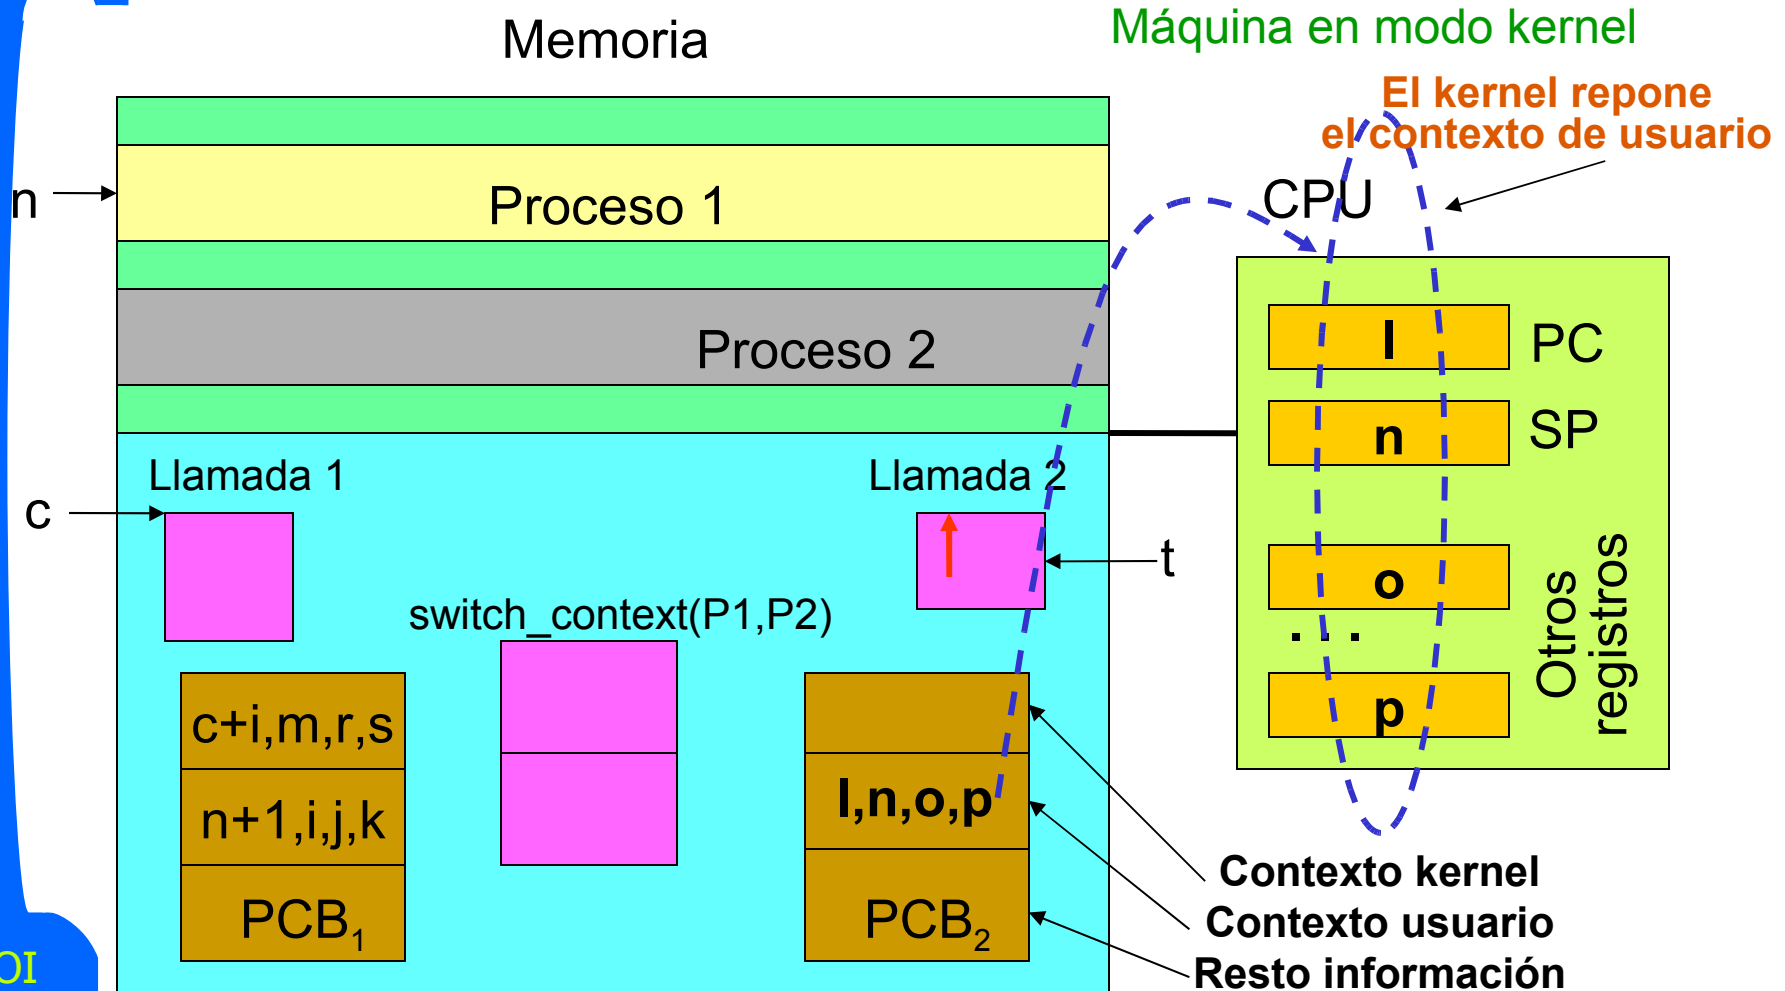 Memoria
Máquina en modo kernel
El kernel repone
el contexto de usuario
n
Proceso 1
CPU
Proceso 2
l
PC
n
SP
Llamada 1
Llamada 2
c
t
o
switch_context(P1,P2)
. . .
p
Otros
registros
c+i,m,r,s
n+1,i,j,k
l,n,o,p
PCB1
PCB2
Contexto kernel
Contexto usuario
Resto información
OI